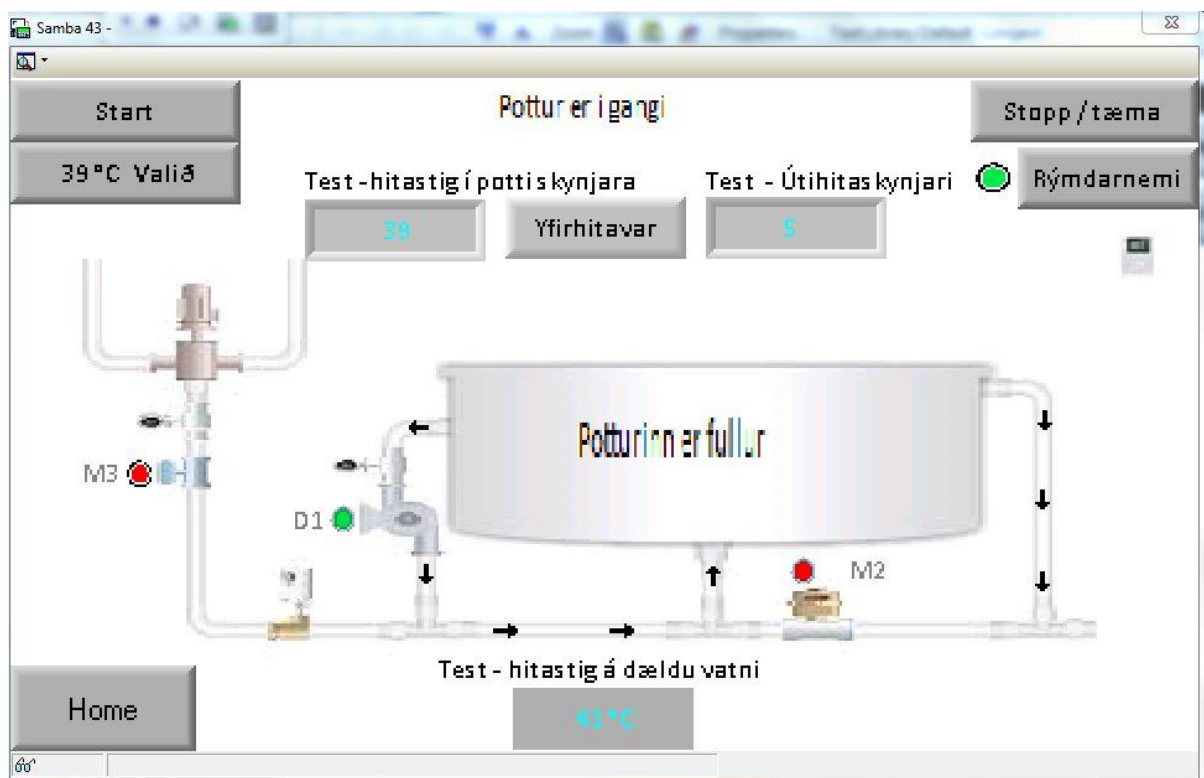 Samba 43 -
Start
Pottur er i gangi
Stopp / tæma
39°C Valið
Test - hitastig í potti skynjara
Test - Útihitaskynjari
Rýmdarnemi
39
Yfirhitavar
5
Potturinn er fullur
M3
D1
M2
Test - hitastig á dældu vatni
Home
41°C